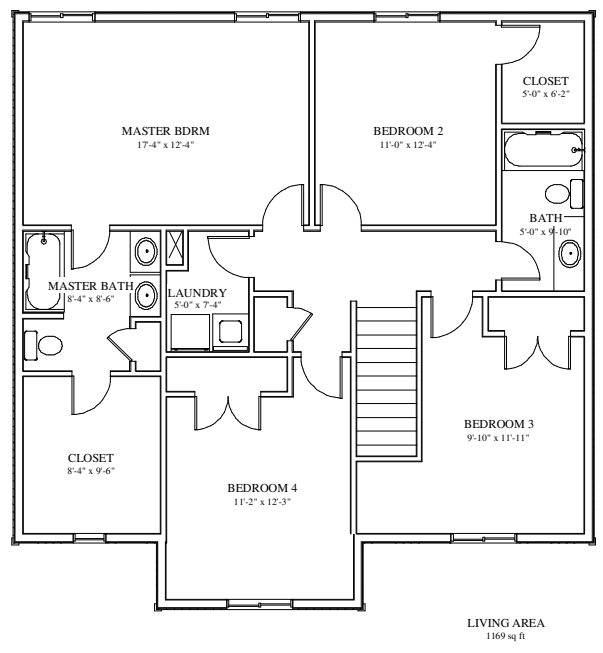 MASTER BDRM
17'-4" x 12'-4"
BEDROOM 2
11'-0" x 12'-4"
CLOSET
5'-0" x 6'-2"
BATH
5'-0" x 9'-10"
MASTER BATH
8'-4" x 8'-6"
LAUNDRY
5'-0" x 7'-4"
BEDROOM 3
9'-10" x 11'-11"
CLOSET
8'-4" x 9'-6"
BEDROOM 4
11'-2" x 12'-3"
LIVING AREA
1169 sq ft